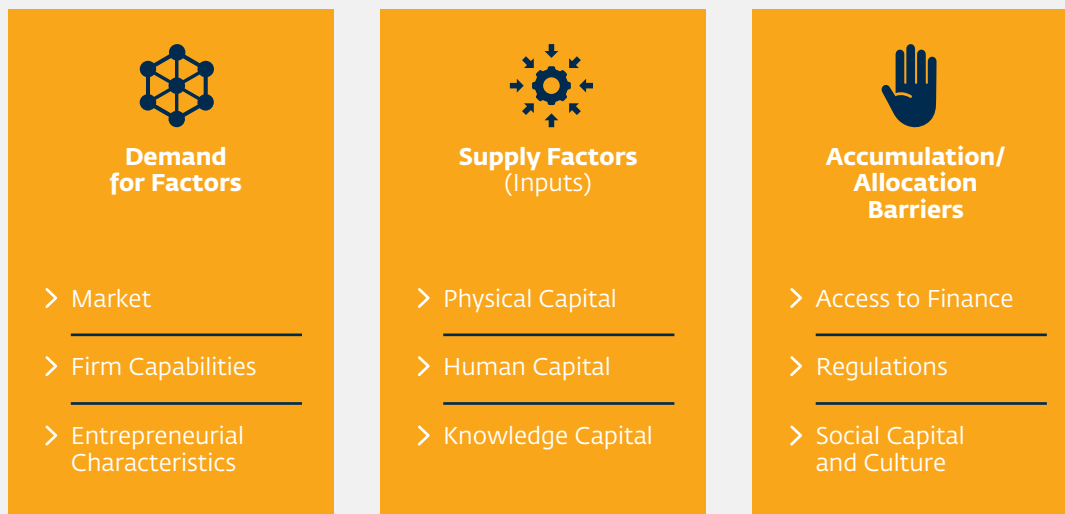 Demand
for Factors
Market
Firm Capabilities
Entrepreneurial
Characteristics
Supply Factors
(Inputs)
Physical Capital
Human Capital
Knowledge Capital
Accumulation/
Allocation
Barriers
Access to Finance
Regulations
Social Capital
and Culture